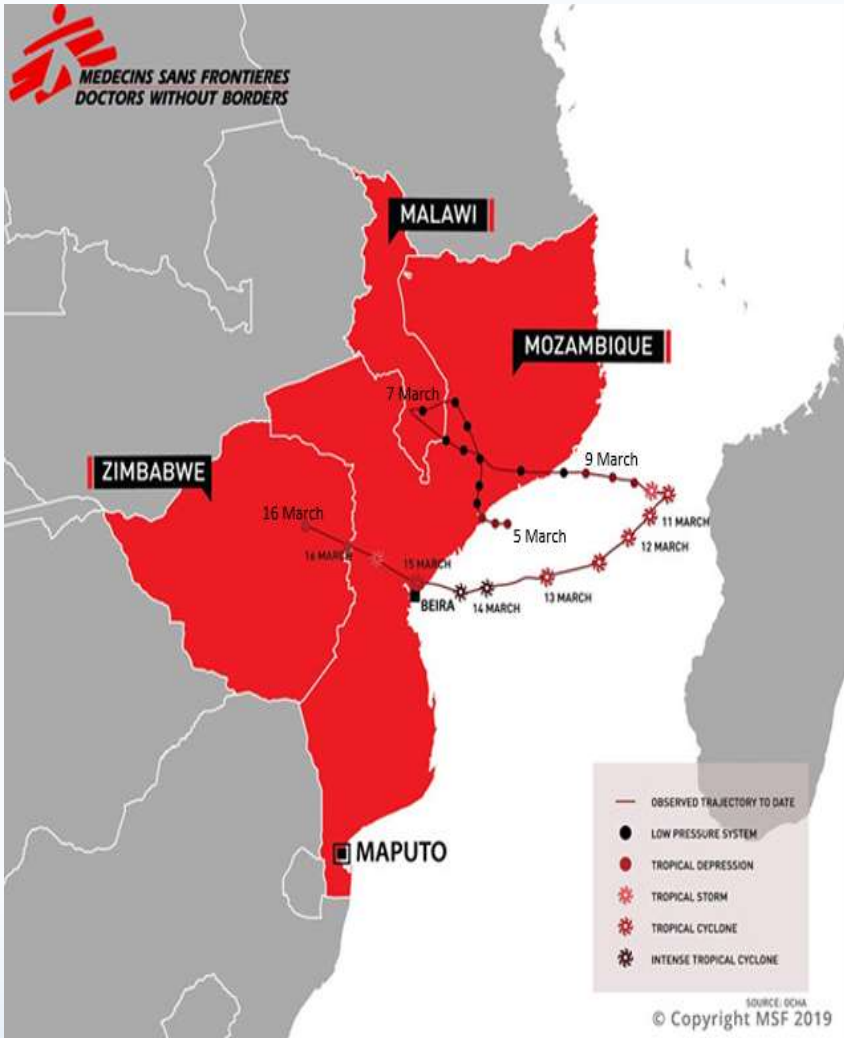 MEDECINS SANS FRONTIERES
DOCTORS WITHOUT BORDERS
MALAWI
MOZAMBIQUE
7 March
ZIMBABWE
9 March
16 March
5 March
11 MARCH
12 MARCH
16 MARCH
15 MARCH
13 MARCH
BEIRA
14 MARCH
MAPUTO
OBSERVED TRAJECTORY TO DATE
LOW PRESSURE SYSTEM
TROPICAL DEPRESSION
TROPICAL STORM
TROPICAL CYCLONE
INTENSE TROPICAL CYCLONE
SOURCE: OCHA
© Copyright MSF 2019